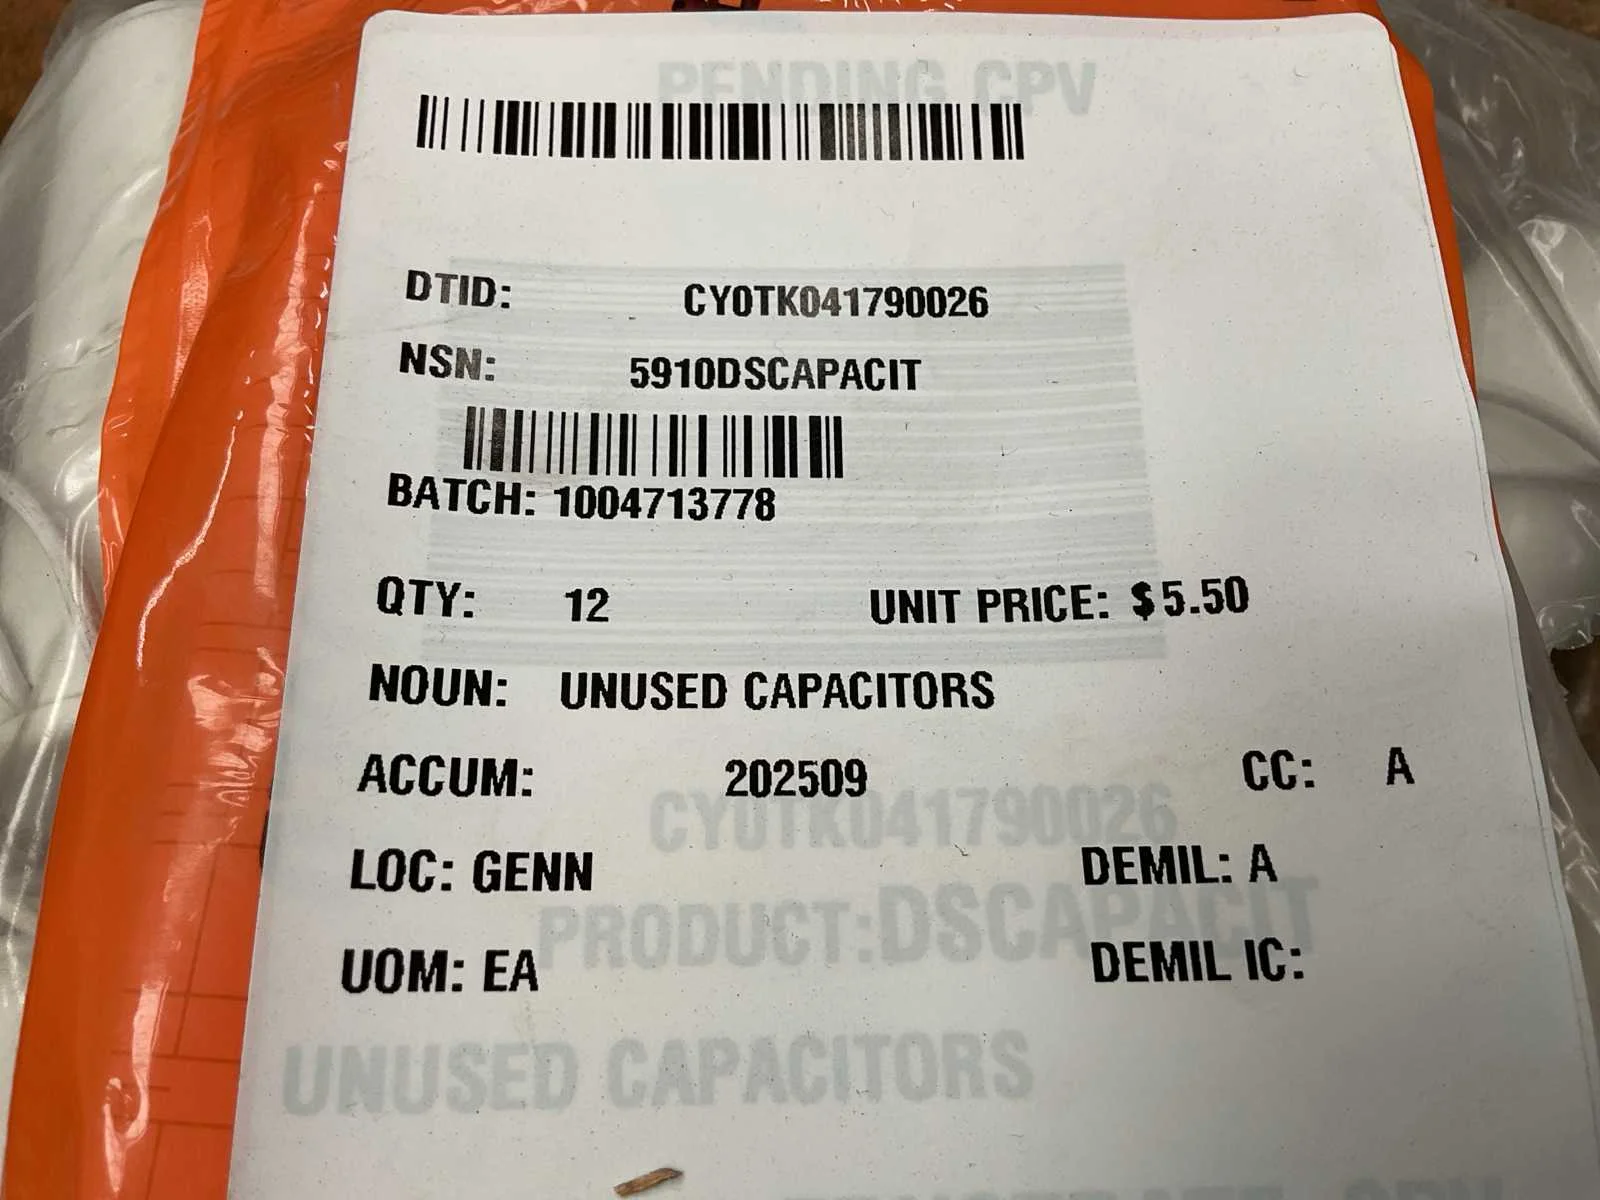 PENDING CPV
DTID: CY0TK041790026
NSN: 5910DSCAPACIT
BATCH: 1004713778
QTY: 12 UNIT PRICE: $5.50
NOUN: UNUSED CAPACITORS
ACCUM: 202509 CC: A
CY0TK041790026
LOC: GENN DEMIL: A
PRODUCT:DSCAPACIT
UOM: EA DEMIL IC:
UNUSED CAPACITORS